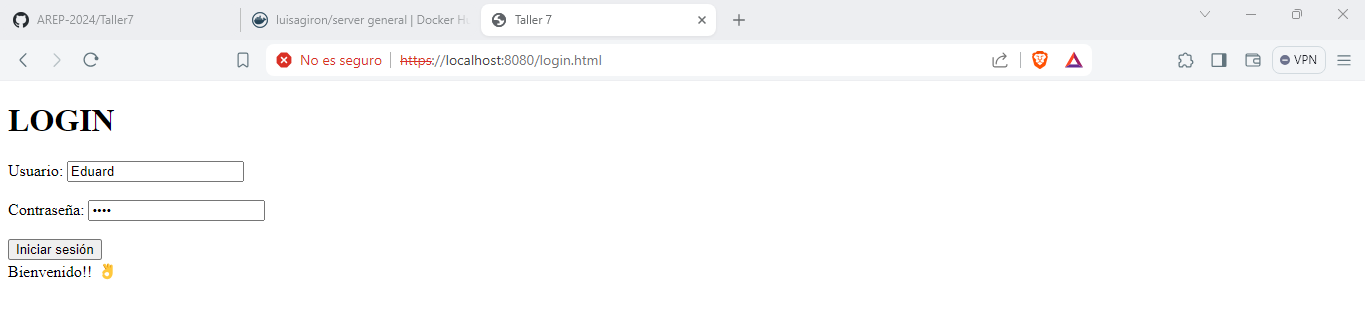 AREP-2024/Taller7
luisagiron/server general | Docker Hu
Taller 7
No es seguro
https://localhost:8080/login.html
VPN
LOGIN
Usuario: Eduard
Contraseña: ••••
Iniciar sesión
Bienvenido!! 👌